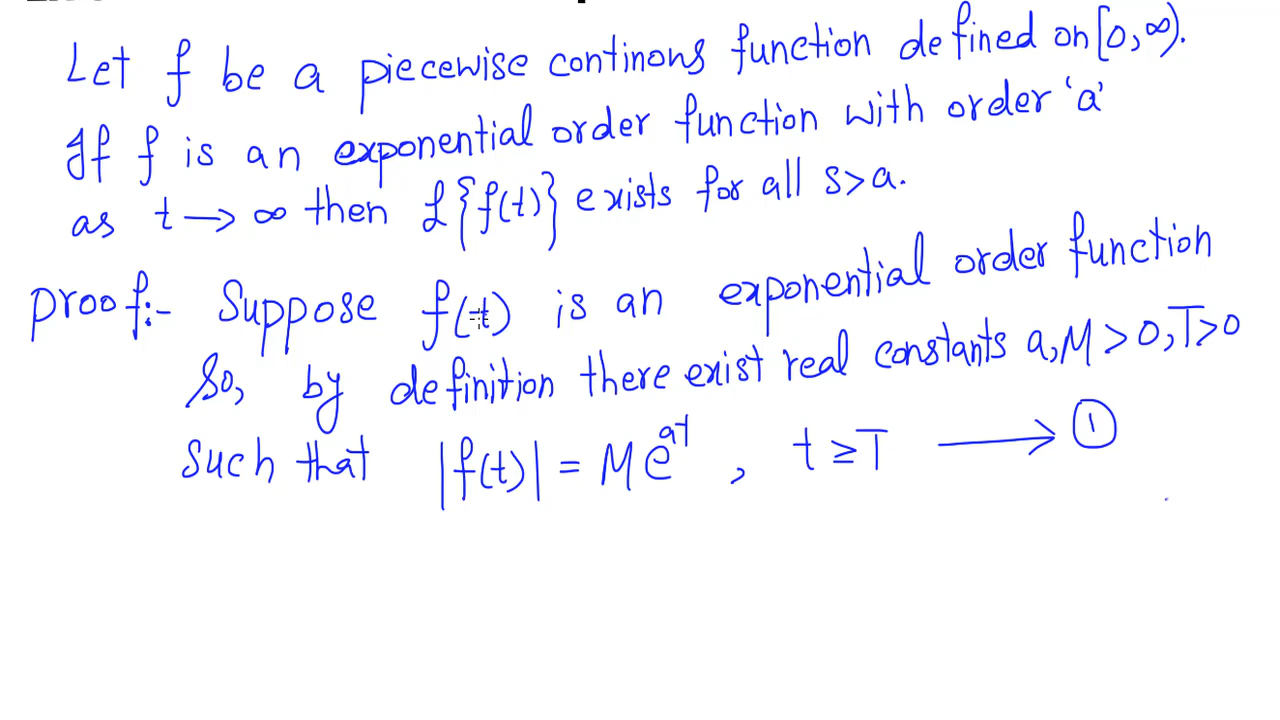 Let f be a piecewise continons function defined on [0,∞).
If f is an exponential order function with order 'a'
as t → ∞ then ℒ{f(t)} exists for all s>a.
Proof:- Suppose f(t) is an exponential order function
So, by definition there exist real constants a, M > 0, T > 0
Such that |f(t)| = Me^{at} , t ≥ T → ①